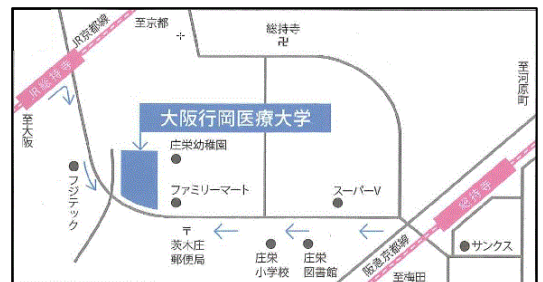 JR京都線
至京都
総持寺
卍
JR総持寺
至大阪
至河原町
大阪行岡医療大学
庄栄幼稚園
フジテック
ファミリーマート
スーパーV
総持寺
〒
茨木庄
郵便局
庄栄
小学校
庄栄
図書館
阪急京都線
サンクス
至梅田